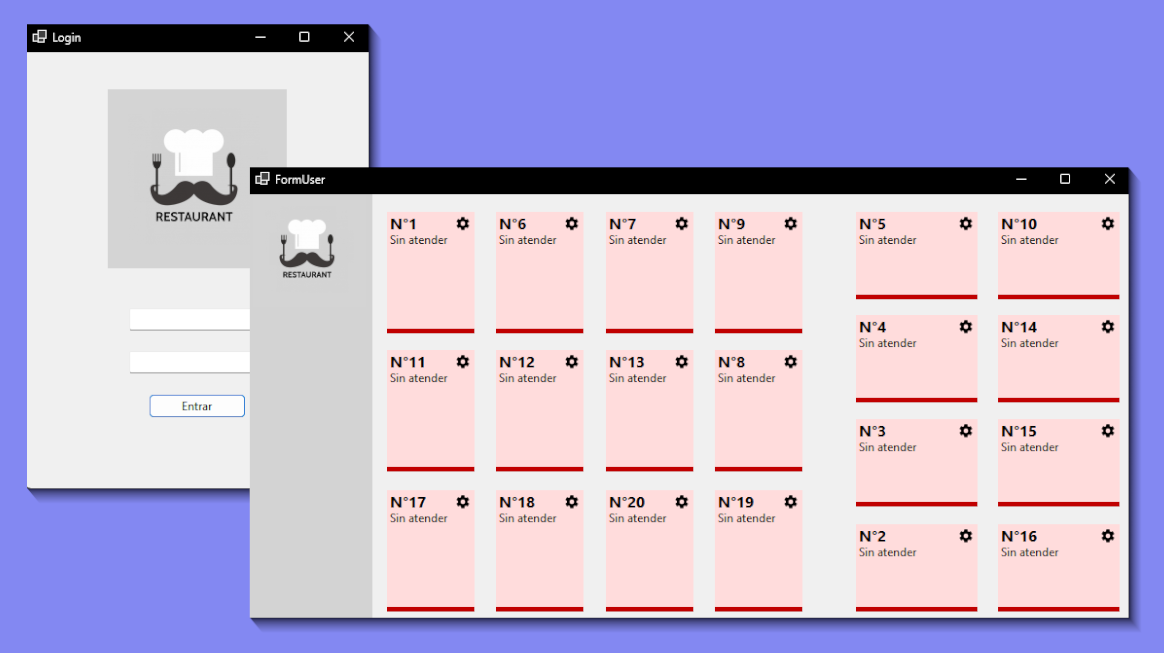 Login
RESTAURANT
Entrar
FormUser
RESTAURANT
N°1
Sin atender
N°6
Sin atender
N°7
Sin atender
N°9
Sin atender
N°5
Sin atender
N°10
Sin atender
N°4
Sin atender
N°14
Sin atender
N°11
Sin atender
N°12
Sin atender
N°13
Sin atender
N°8
Sin atender
N°3
Sin atender
N°15
Sin atender
N°17
Sin atender
N°18
Sin atender
N°20
Sin atender
N°19
Sin atender
N°2
Sin atender
N°16
Sin atender